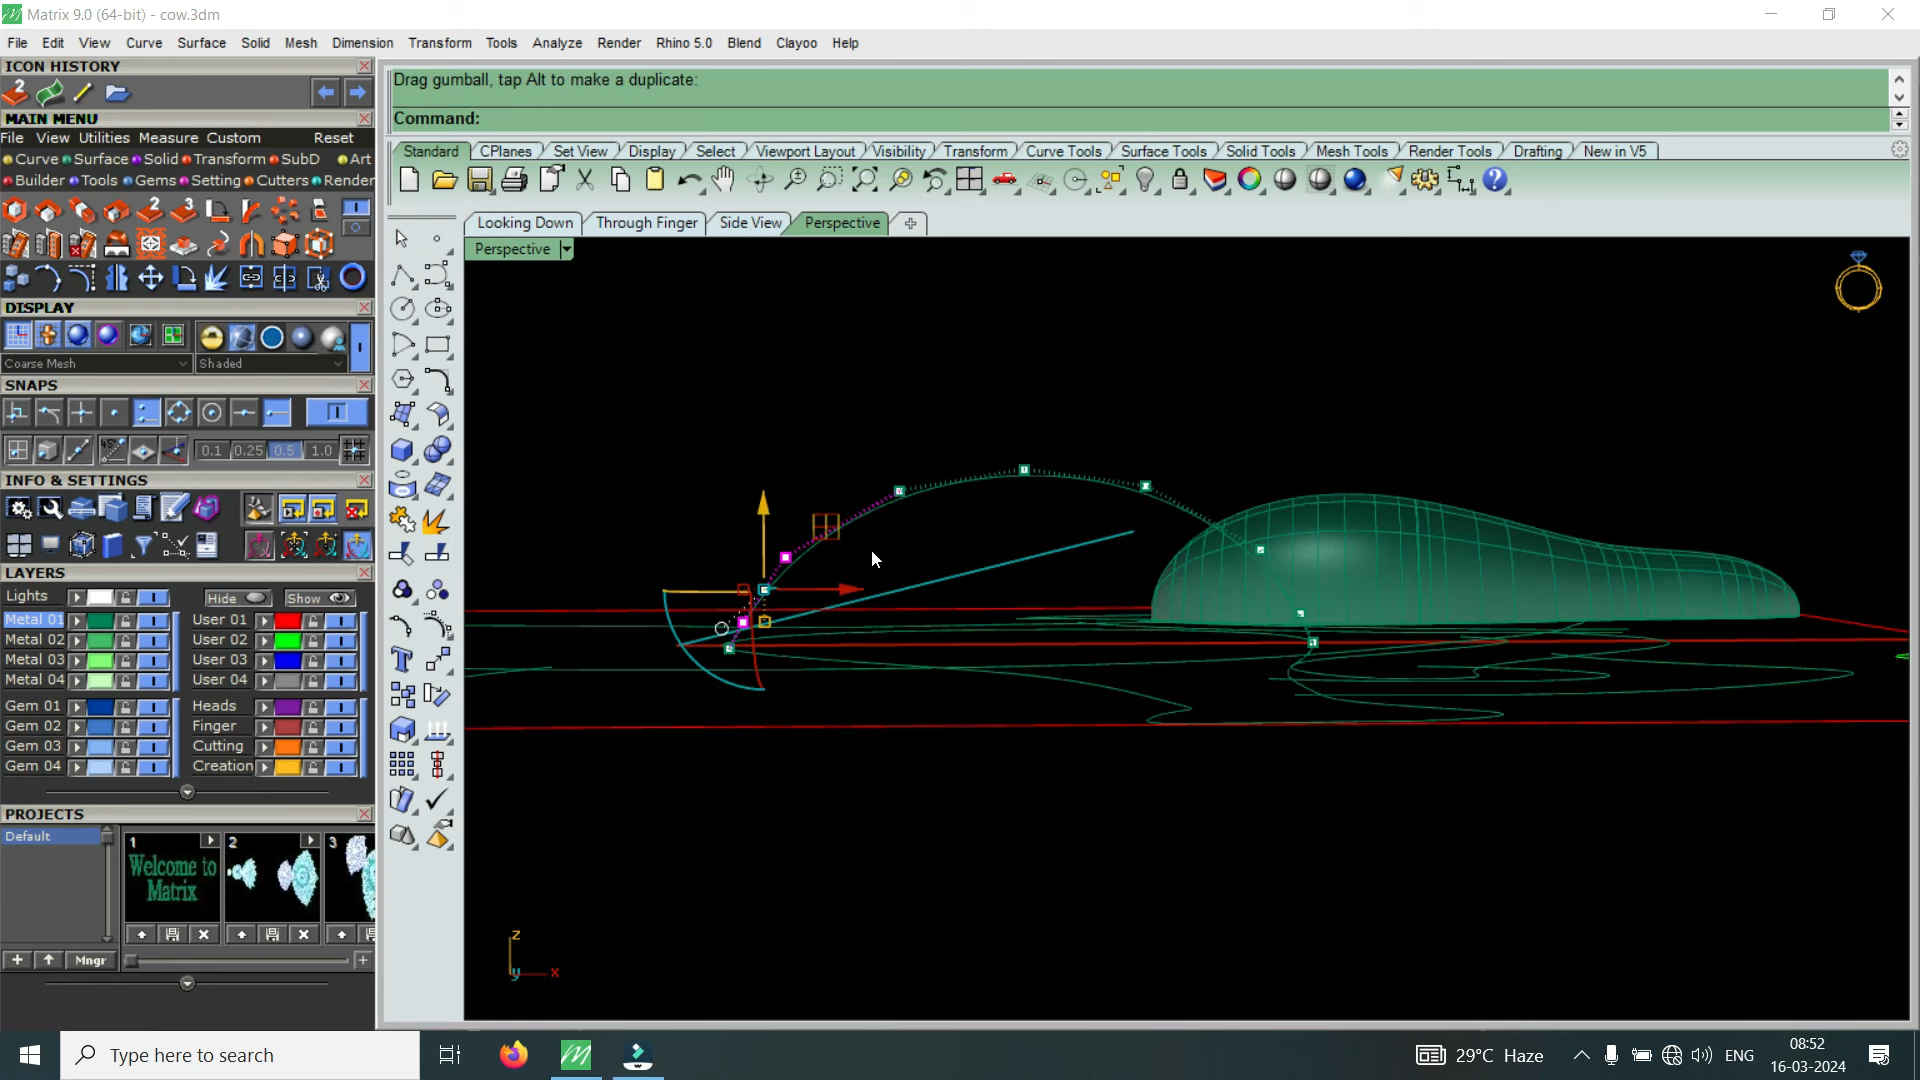 Matrix 9.0 (64-bit) - cow.3dm
File Edit View Curve Surface Solid Mesh Dimension Transform Tools Analyze Render Rhino 5.0 Blend Clayoo Help
ICON HISTORY
Drag gumball, tap Alt to make a duplicate:
Command:
MAIN MENU
File View Utilities Measure Custom Reset
Curve Surface Solid Transform SubD Art
Builder Tools Gems Setting Cutters Render
Standard CPlanes Set View Display Select Viewport Layout Visibility Transform Curve Tools Surface Tools Solid Tools Mesh Tools Render Tools Drafting New in V5
Looking Down Through Finger Side View Perspective
Perspective
DISPLAY
Coarse Mesh Shaded
SNAPS
0.1 0.25 0.5 1.0
INFO & SETTINGS
LAYERS
Lights Hide Show
Metal 01 User 01
Metal 02 User 02
Metal 03 User 03
Metal 04 User 04
Gem 01 Heads
Gem 02 Finger
Gem 03 Cutting
Gem 04 Creation
PROJECTS
Default
1 2 3
Welcome to
Matrix
Mngr
z
y x
Type here to search
29°C Haze
ENG
08:52
16-03-2024